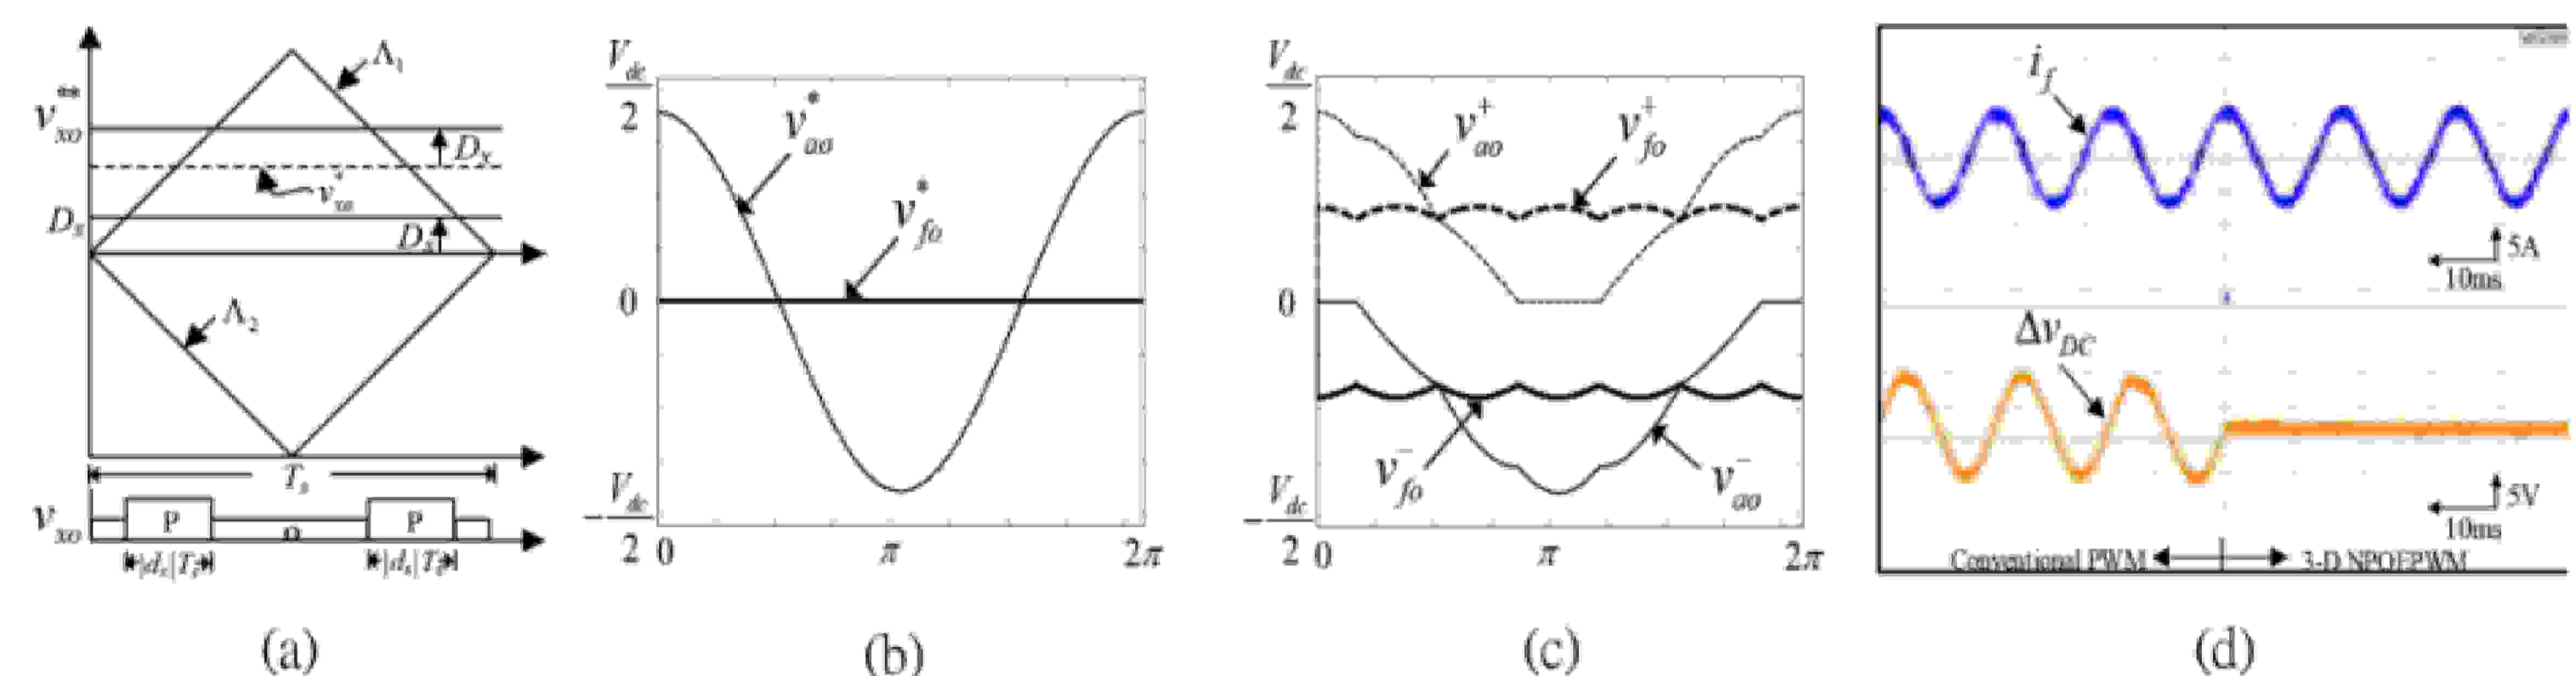 Λ₁
v**xo
Dx
v*xo
Dx
Dx
Λ₂
Ts
vxo
P
o
P
|dx|Ts
|dx|Ts
(a)
Vdc
2
v*ao
v*fo
0
−Vdc
2
0
π
2π
(b)
Vdc
2
v+ao
v+fo
0
v−fo
v−ao
−Vdc
2
0
π
2π
(c)
if
5A
10ms
ΔvDC
5V
10ms
Conventional PWM
3-D NPOFPWM
(d)